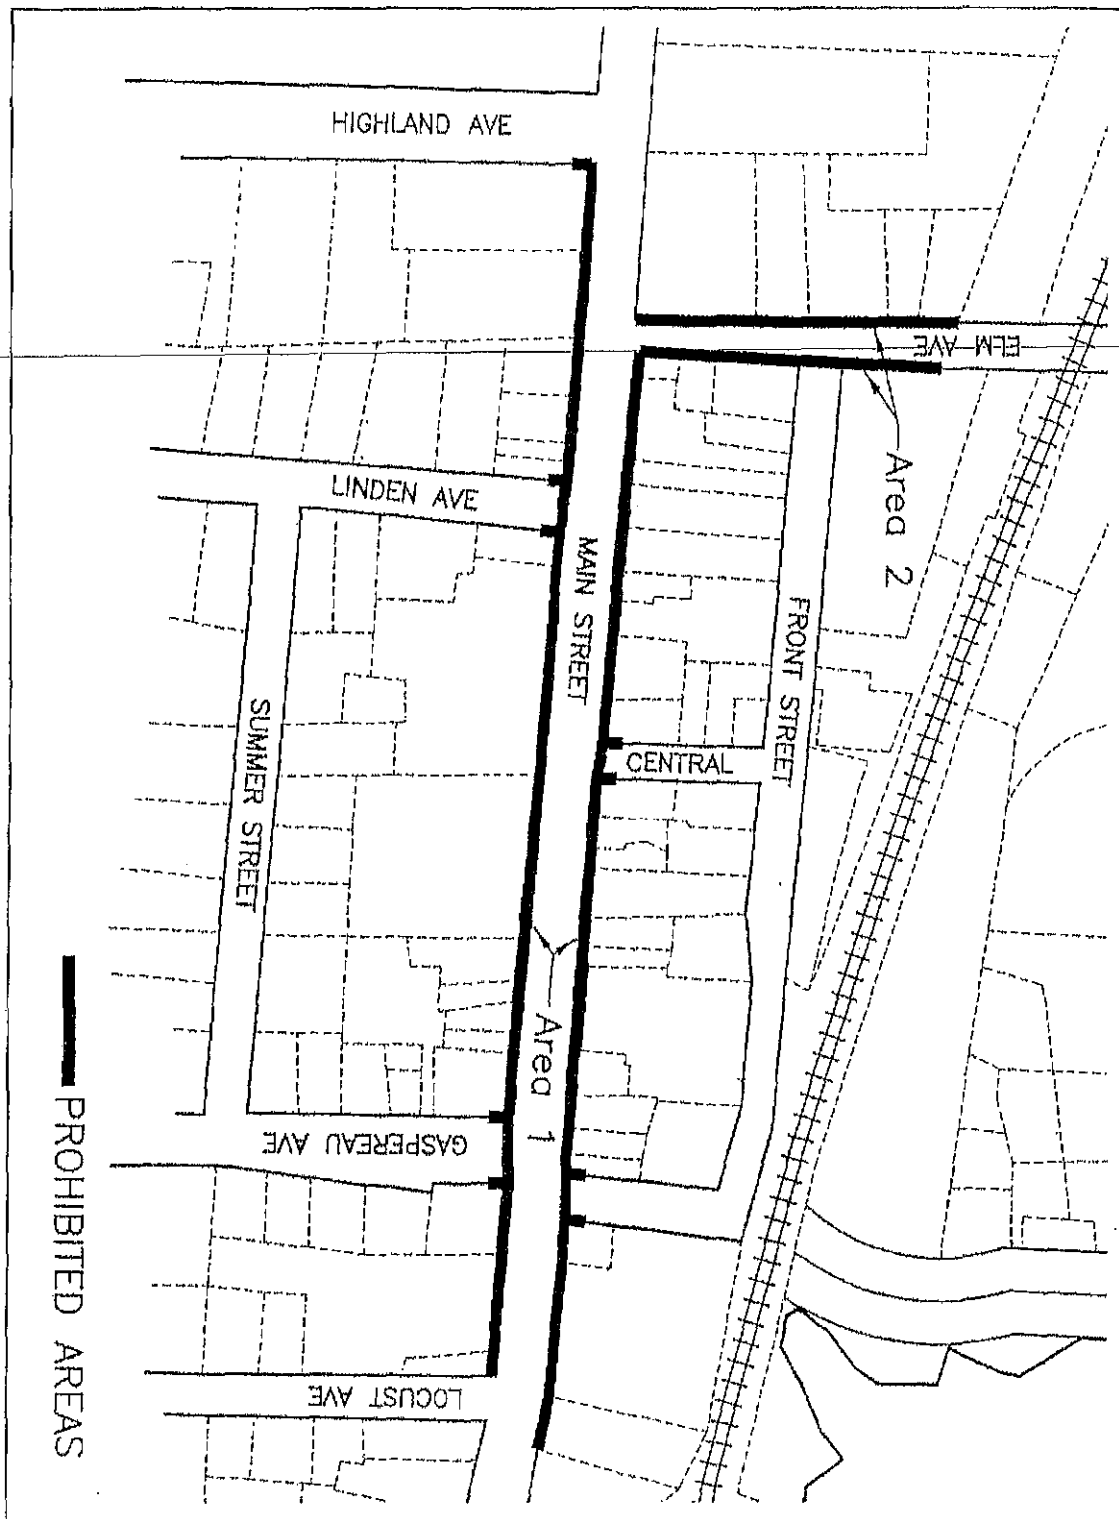 HIGHLAND AVE
ELM AVE
Area 2
LINDEN AVE
MAIN STREET
FRONT STREET
SUMMER STREET
CENTRAL
Area 1
GASPEREAU AVE
LOCUST AVE
PROHIBITED AREAS